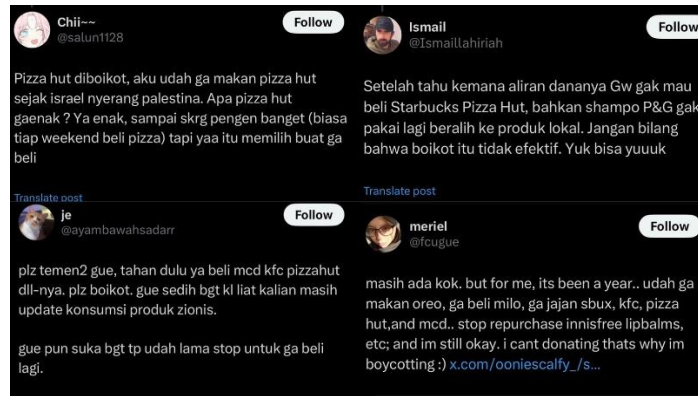 Chii~~
@salun1128
Follow
Pizza hut diboikot, aku udah ga makan pizza hut
sejak israel nyerang palestina. Apa pizza hut
gaenak ? Ya enak, sampai skrg pengen banget (biasa
tiap weekend beli pizza) tapi yaa itu memilih buat ga
beli
Translate post
Ismail
@Ismaillahiriah
Follow
Setelah tahu kemana aliran dananya Gw gak mau
beli Starbucks Pizza Hut, bahkan shampo P&G gak
pakai lagi beralih ke produk lokal. Jangan bilang
bahwa boikot itu tidak efektif. Yuk bisa yuuuk
Translate post
je
@ayambawahsadarr
Follow
plz temen2 gue, tahan dulu ya beli mcd kfc pizzahut
dll-nya. plz boikot. gue sedih bgt kl liat kalian masih
update konsumsi produk zionis.
gue pun suka bgt tp udah lama stop untuk ga beli
lagi.
meriel
@fcugue
Follow
masih ada kok. but for me, its been a year.. udah ga
makan oreo, ga beli milo, ga jajan sbux, kfc, pizza
hut,and mcd.. stop repurchase innisfree lipbalms,
etc; and im still okay. i cant donating thats why im
boycotting :) x.com/ooniescalfy_/s...